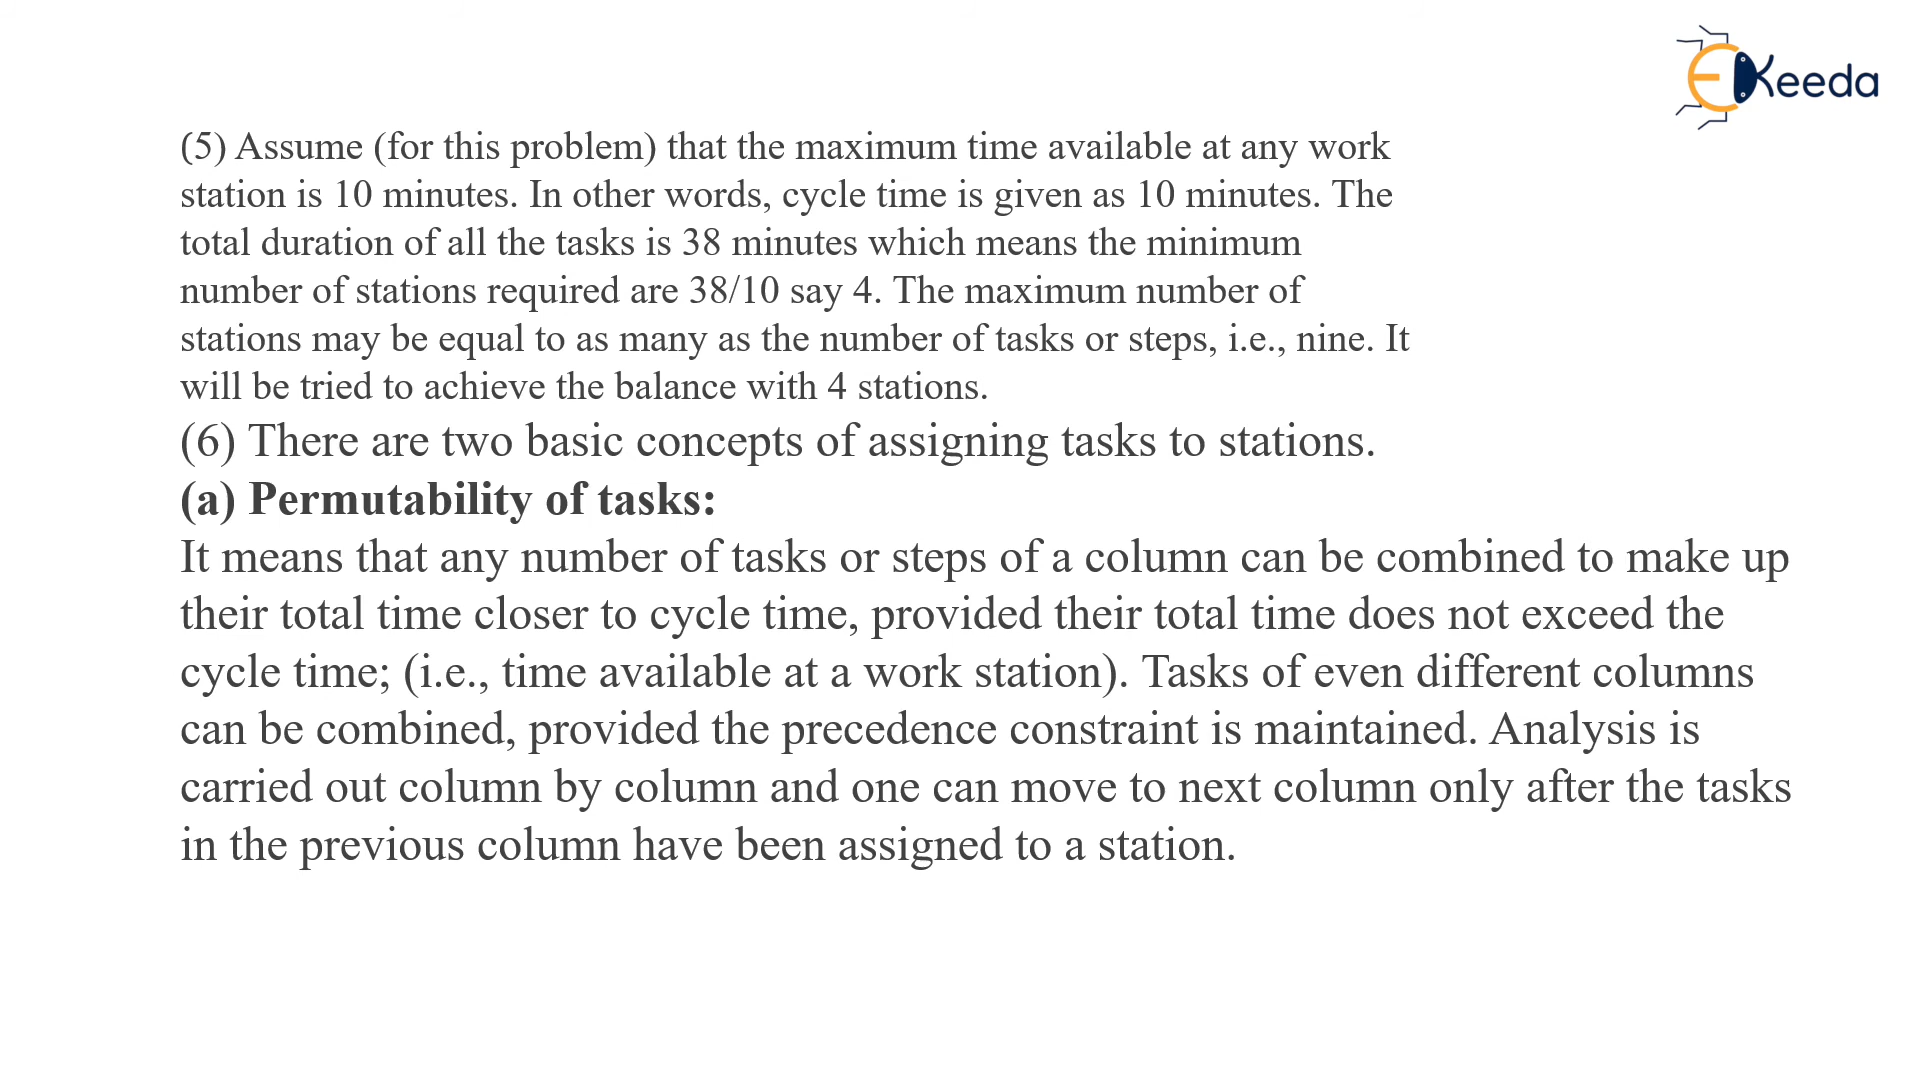 EKeeda
(5) Assume (for this problem) that the maximum time available at any work
station is 10 minutes. In other words, cycle time is given as 10 minutes. The
total duration of all the tasks is 38 minutes which means the minimum
number of stations required are 38/10 say 4. The maximum number of
stations may be equal to as many as the number of tasks or steps, i.e., nine. It
will be tried to achieve the balance with 4 stations.
(6) There are two basic concepts of assigning tasks to stations.
(a) Permutability of tasks:
It means that any number of tasks or steps of a column can be combined to make up
their total time closer to cycle time, provided their total time does not exceed the
cycle time; (i.e., time available at a work station). Tasks of even different columns
can be combined, provided the precedence constraint is maintained. Analysis is
carried out column by column and one can move to next column only after the tasks
in the previous column have been assigned to a station.